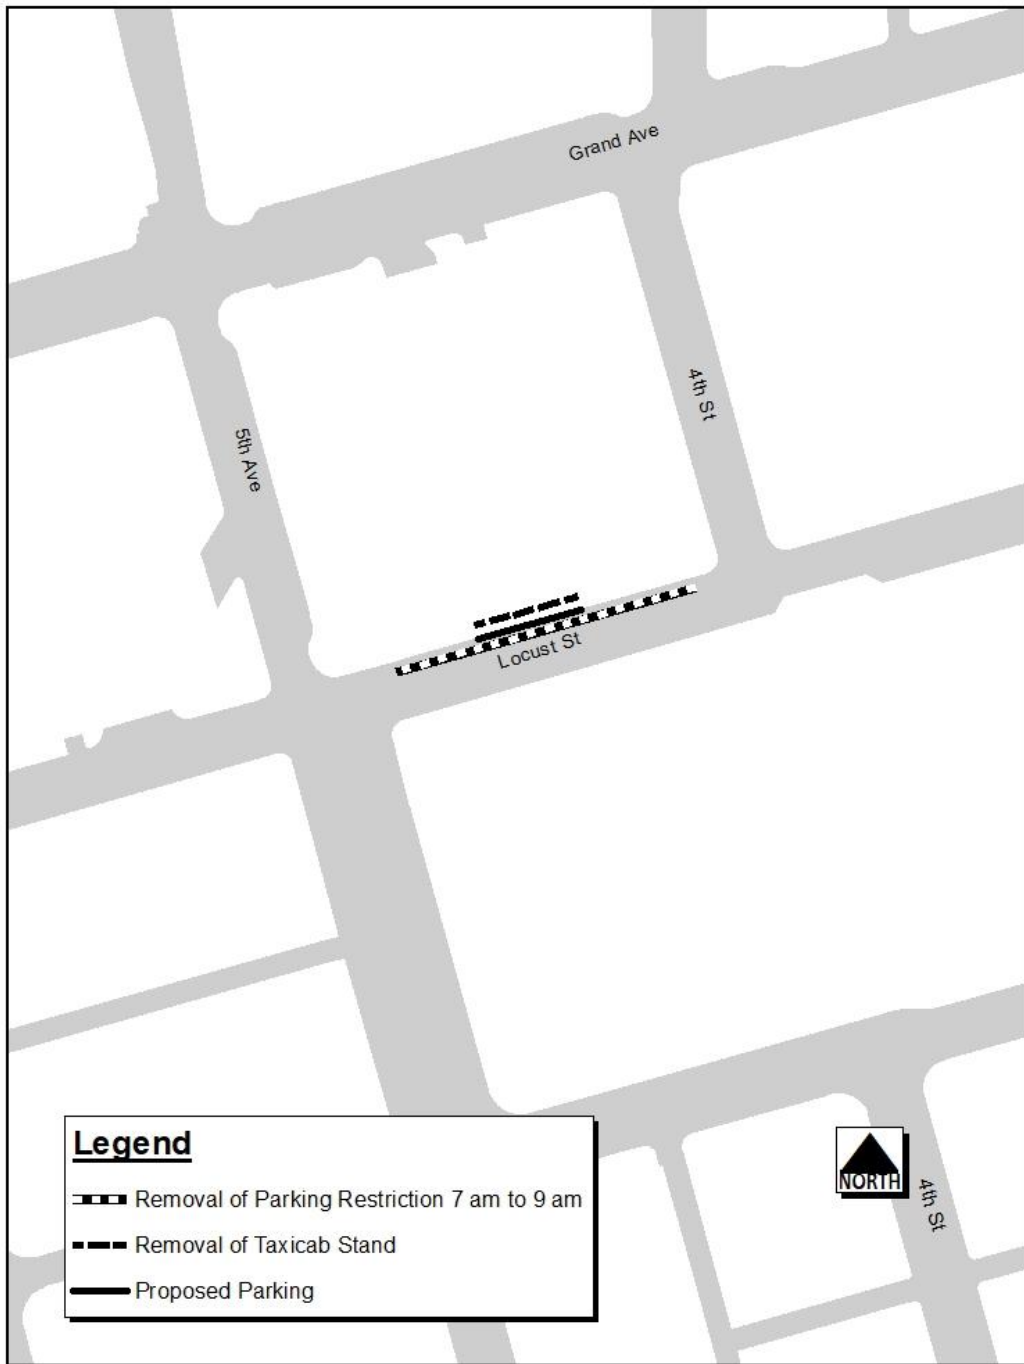 Grand Ave
4th St
5th Ave
Locust St
Legend
Removal of Parking Restriction 7 am to 9 am
Removal of Taxicab Stand
Proposed Parking
NORTH
4th St